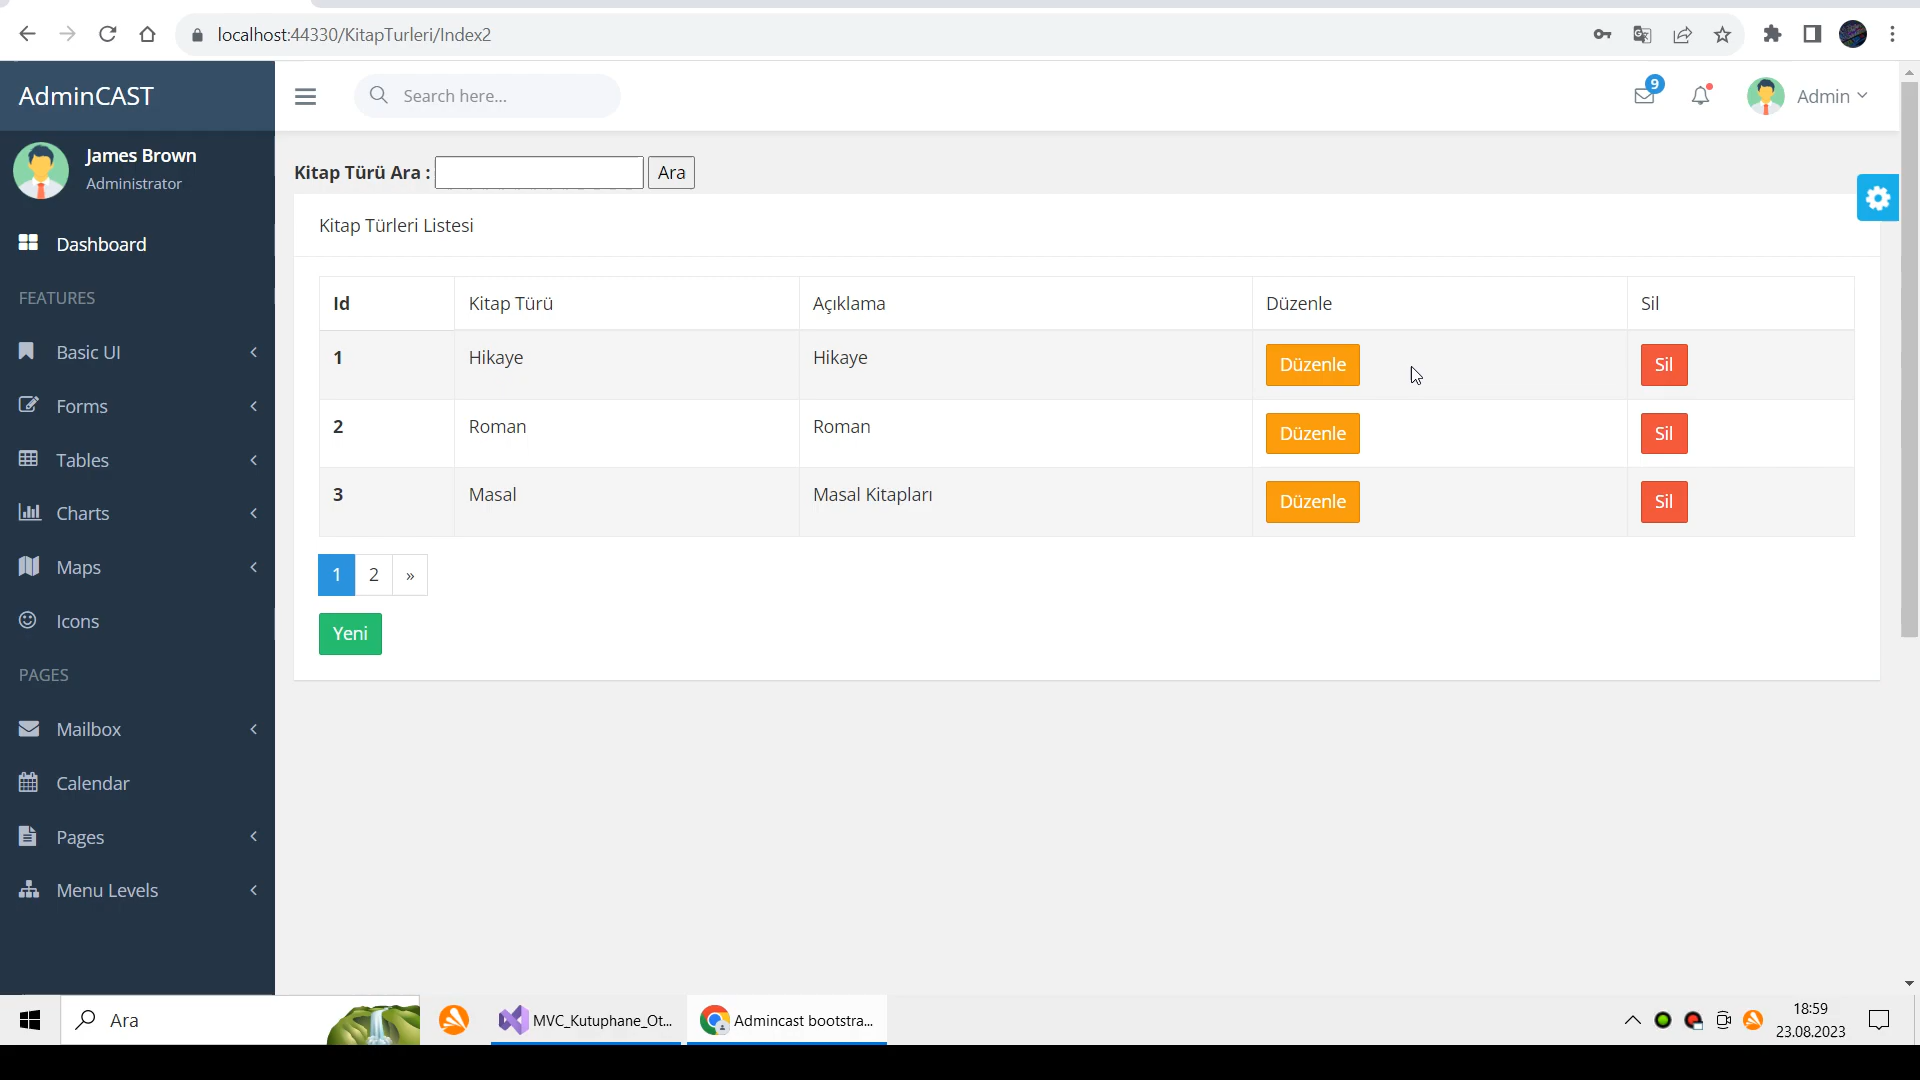 localhost:44330/KitapTurleri/Index2
AdminCAST
Search here...
9
Admin
James Brown
Administrator
Kitap Türü Ara :
Ara
Kitap Türleri Listesi
Dashboard
FEATURES
Basic UI
Forms
Tables
Charts
Maps
Icons
PAGES
Mailbox
Calendar
Pages
Menu Levels
Id Kitap Türü Açıklama Düzenle Sil
1 Hikaye Hikaye Düzenle Sil
2 Roman Roman Düzenle Sil
3 Masal Masal Kitapları Düzenle Sil
1 2 »
Yeni
Ara
MVC_Kutuphane_Ot...
Admincast bootstra...
18:59
23.08.2023